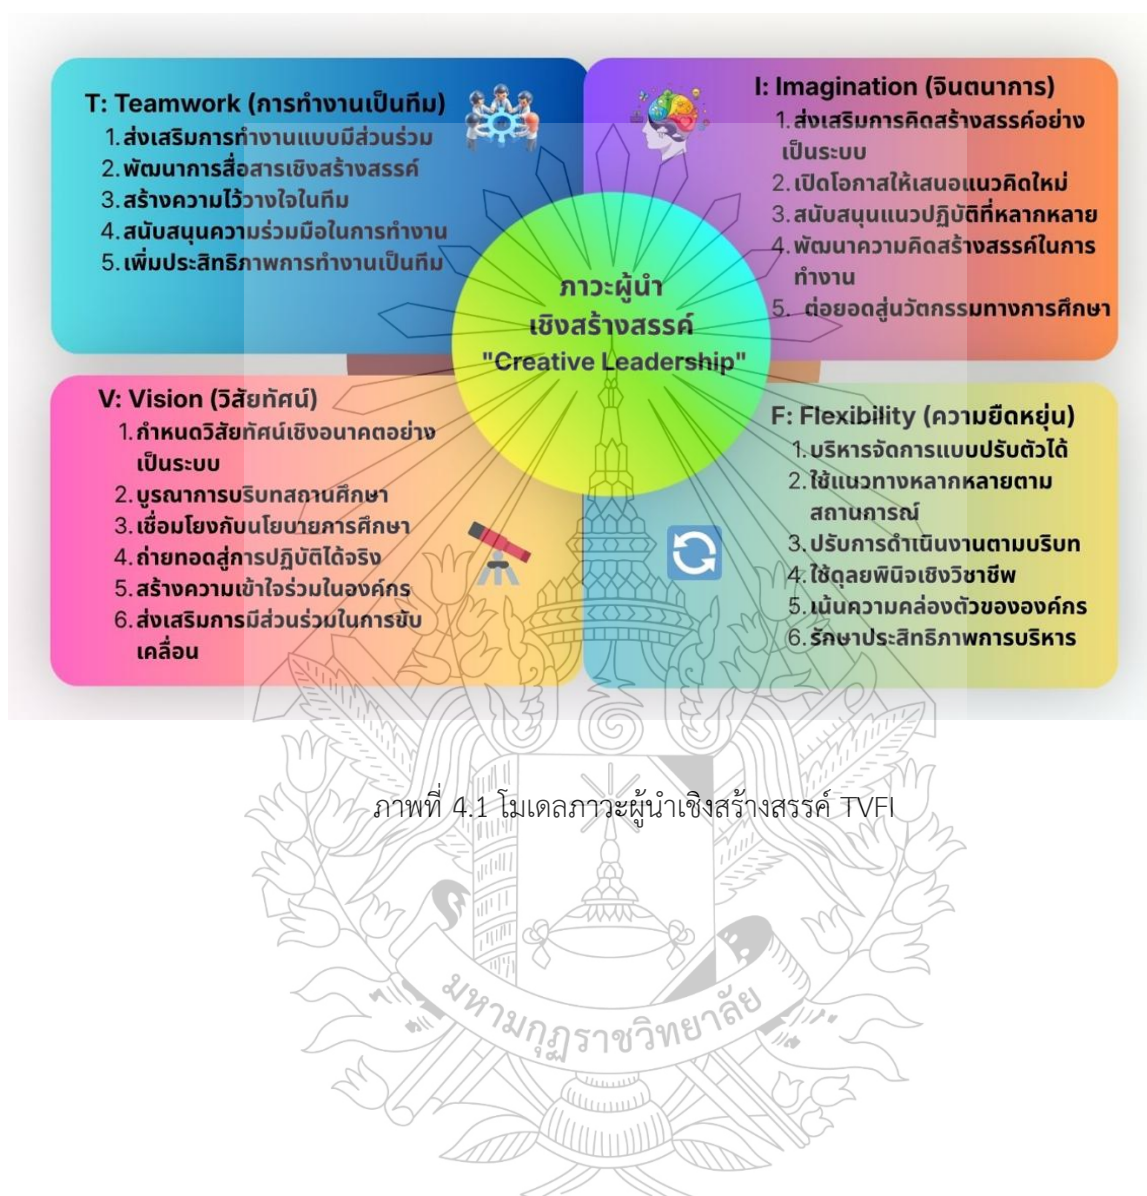 T: Teamwork (การทำงานเป็นทีม)
1. ส่งเสริมการทำงานแบบมีส่วนร่วม
2. พัฒนาการสื่อสารเชิงสร้างสรรค์
3. สร้างความไว้วางใจในทีม
4. สนับสนุนความร่วมมือในการทำงาน
5. เพิ่มประสิทธิภาพการทำงานเป็นทีม
I: Imagination (จินตนาการ)
1. ส่งเสริมการคิดสร้างสรรค์อย่าง
เป็นระบบ
2. เปิดโอกาสให้เสนอแนวคิดใหม่
3. สนับสนุนแนวปฏิบัติที่หลากหลาย
4. พัฒนาความคิดสร้างสรรค์ในการ
ทำงาน
5. ต่อยอดสู่นวัตกรรมทางการศึกษา
ภาวะผู้นำ
เชิงสร้างสรรค์
"Creative Leadership"
V: Vision (วิสัยทัศน์)
1. กำหนดวิสัยทัศน์เชิงอนาคตอย่าง
เป็นระบบ
2. บูรณาการบริบทสถานศึกษา
3. เชื่อมโยงกับนโยบายการศึกษา
4. ถ่ายทอดสู่การปฏิบัติได้จริง
5. สร้างความเข้าใจร่วมในองค์กร
6. ส่งเสริมการมีส่วนร่วมในการขับ
เคลื่อน
F: Flexibility (ความยืดหยุ่น)
1. บริหารจัดการแบบปรับตัวได้
2. ใช้แนวทางหลากหลายตาม
สถานการณ์
3. ปรับการดำเนินงานตามบริบท
4. ใช้ดุลยพินิจเชิงวิชาชีพ
5. เน้นความคล่องตัวขององค์กร
6. รักษาประสิทธิภาพการบริหาร
ภาพที่ 4.1 โมเดลภาวะผู้นำเชิงสร้างสรรค์ TVFI
มหามกุฏราชวิทยาลัย